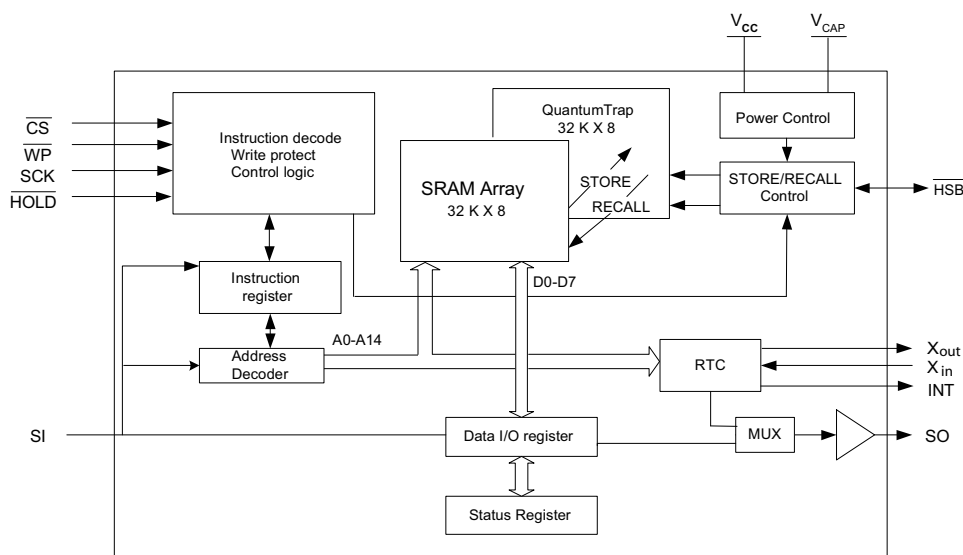 V_CC
V_CAP
CS
WP
SCK
HOLD
Instruction decode
Write protect
Control logic
QuantumTrap
32 K X 8
SRAM Array
32 K X 8
STORE
RECALL
Power Control
STORE/RECALL
Control
HSB
Instruction
register
D0-D7
A0-A14
Address
Decoder
RTC
Xout
Xin
INT
SI
Data I/O register
MUX
SO
Status Register